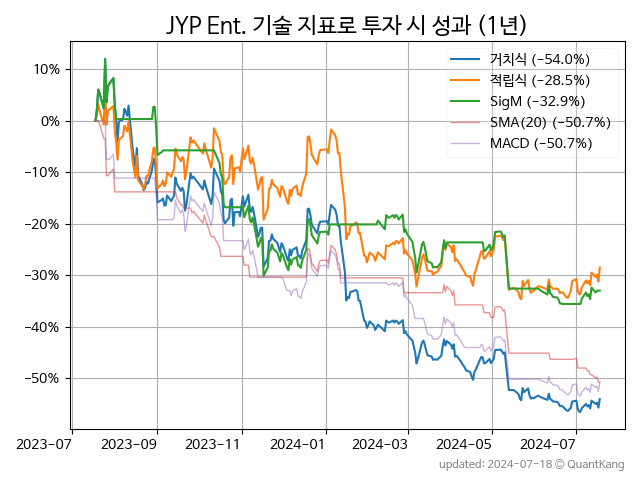 JYP Ent. 기술 지표로 투자 시 성과 (1년)
거치식 (−54.0%)
적립식 (−28.5%)
SigM (−32.9%)
SMA(20) (−50.7%)
MACD (−50.7%)
10%
0%
−10%
−20%
−30%
−40%
−50%
2023-07 2023-09 2023-11 2024-01 2024-03 2024-05 2024-07
updated: 2024-07-18 © QuantKang